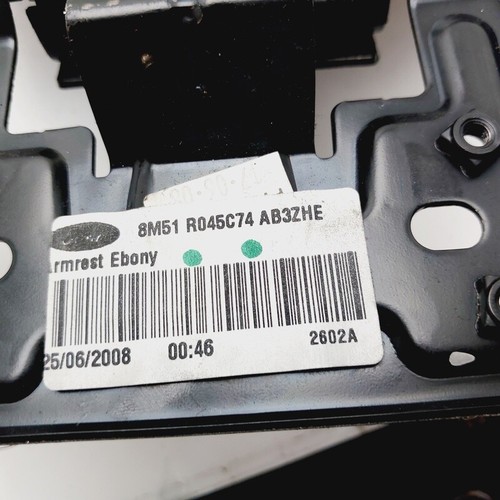 8M51 R045C74 AB3ZHE
Armrest Ebony
25/06/2008 00:46 2602A